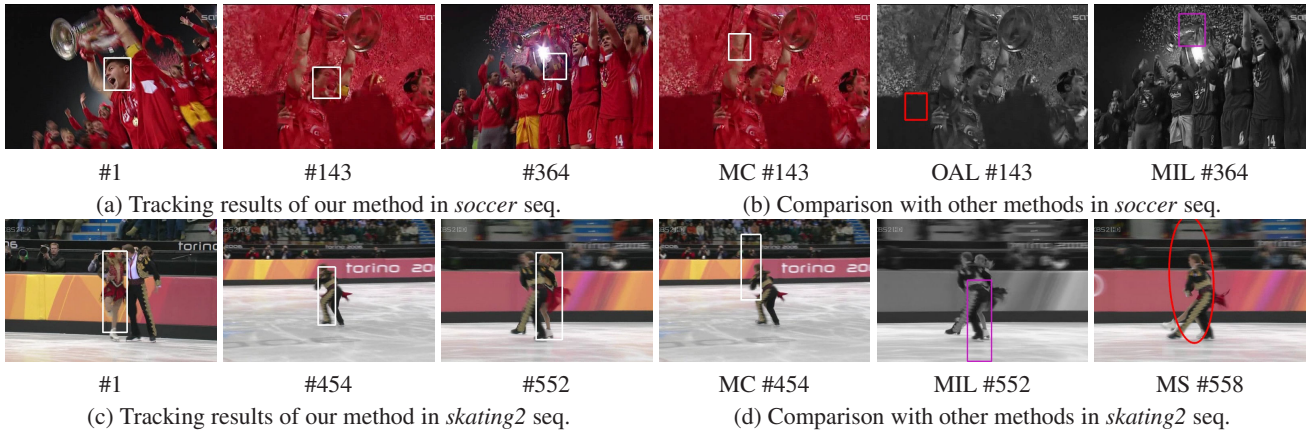 #1 #143 #364 MC #143 OAL #143 MIL #364
(a) Tracking results of our method in soccer seq. (b) Comparison with other methods in soccer seq.
#1 #454 #552 MC #454 MIL #552 MS #558
(c) Tracking results of our method in skating2 seq. (d) Comparison with other methods in skating2 seq.